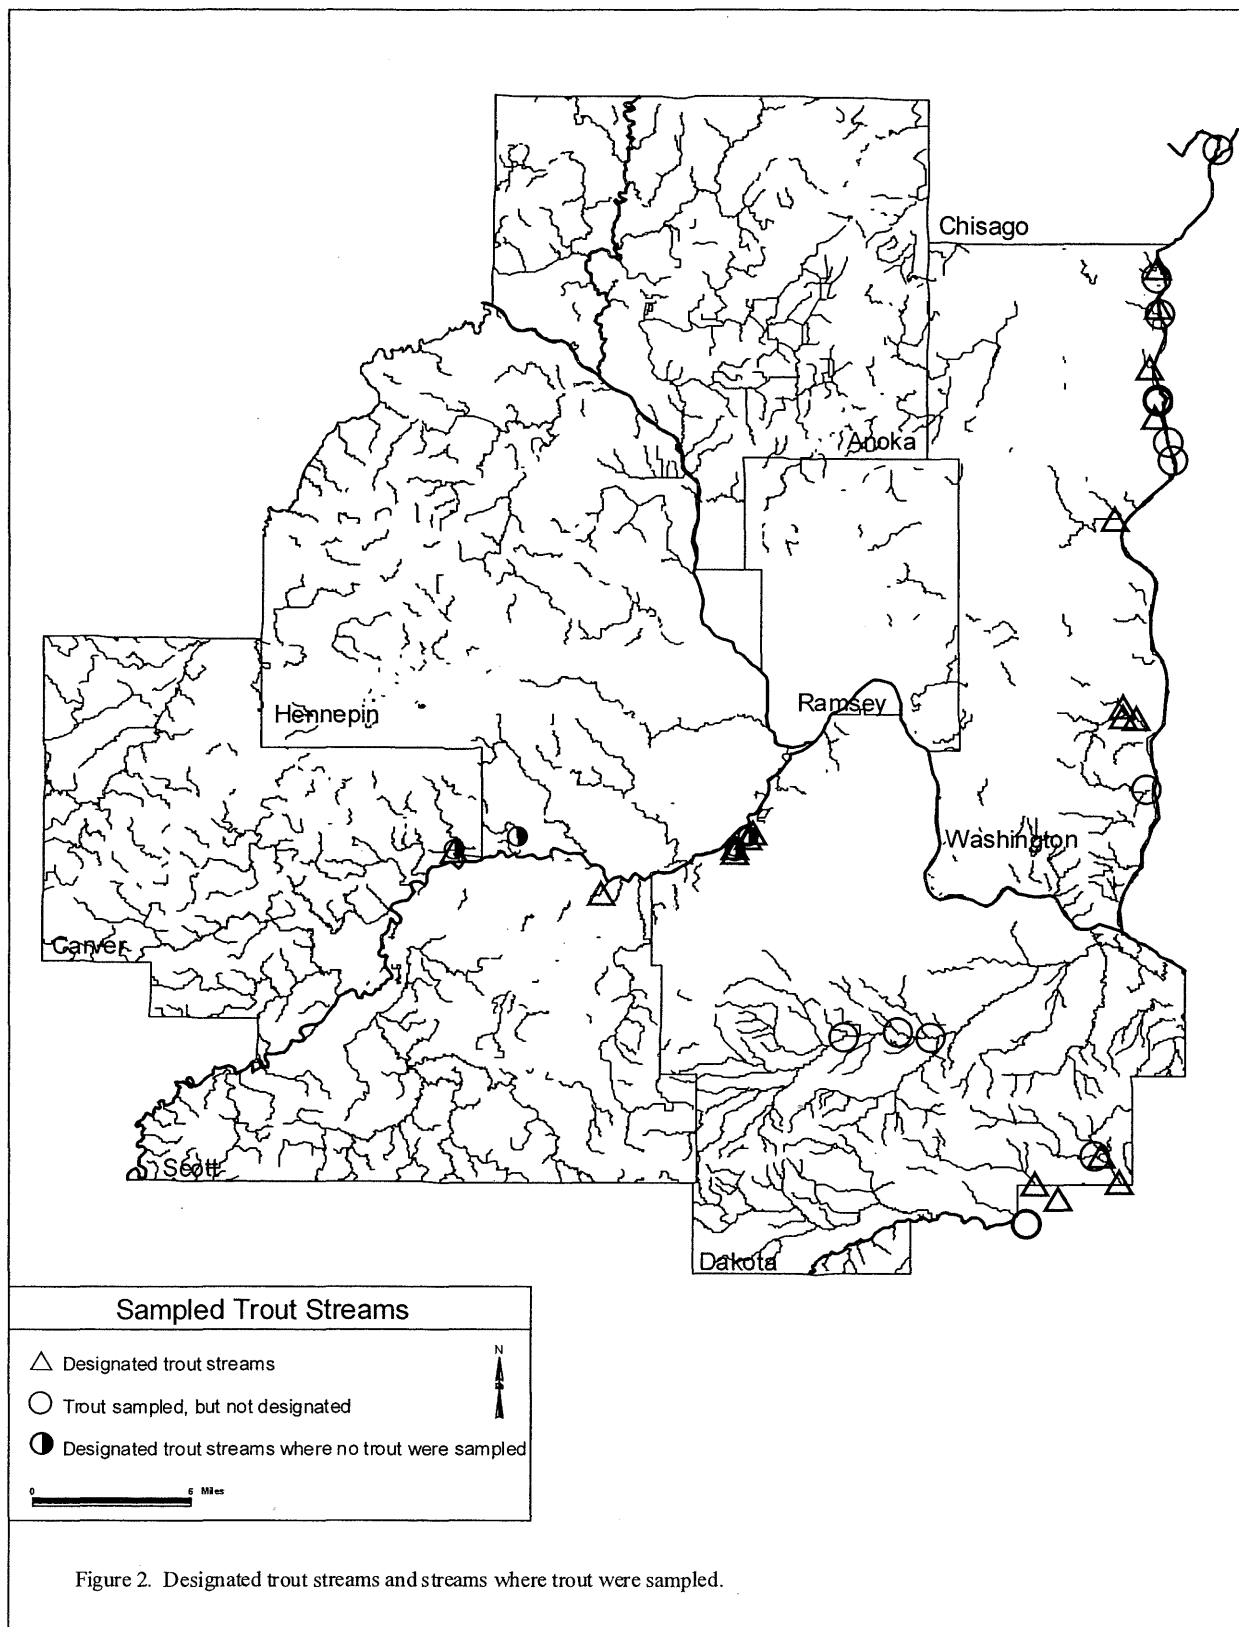 Chisago
Anoka
Hennepin
Ramsey
Washington
Carver
Scott
Dakota
Sampled Trout Streams
N
Designated trout streams
Trout sampled, but not designated
Designated trout streams where no trout were sampled
0 6 Miles
Figure 2. Designated trout streams and streams where trout were sampled.